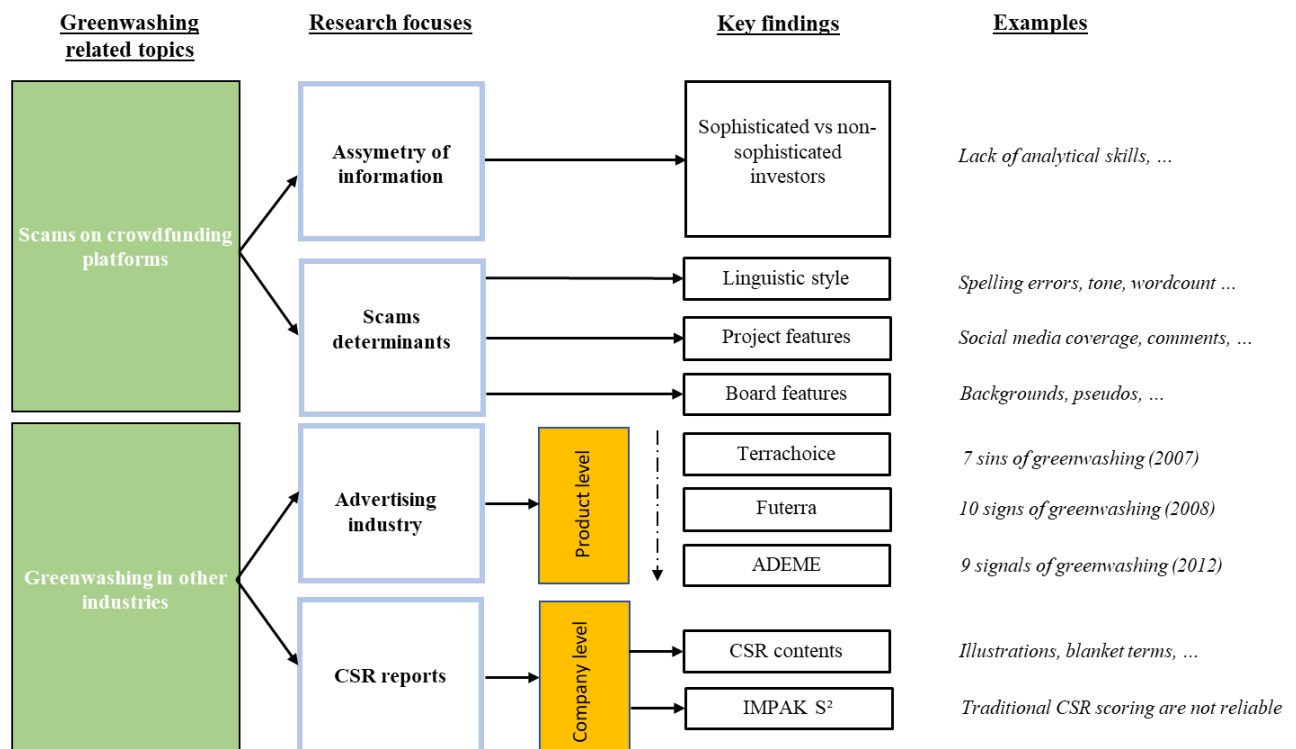 Greenwashing
related topics
Research focuses
Key findings
Examples
Scams on crowdfunding
platforms
Assymetry of
information
Sophisticated vs non-
sophisticated
investors
Lack of analytical skills, …
Scams
determinants
Linguistic style
Spelling errors, tone, wordcount …
Project features
Social media coverage, comments, …
Board features
Backgrounds, pseudos, …
Greenwashing in other
industries
Advertising
industry
Product level
Terrachoice
7 sins of greenwashing (2007)
Futerra
10 signs of greenwashing (2008)
ADEME
9 signals of greenwashing (2012)
CSR reports
Company level
CSR contents
Illustrations, blanket terms, …
IMPAK S²
Traditional CSR scoring are not reliable